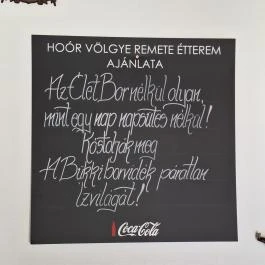 HOÓR VÖLGYE REMETE ÉTTEREM
AJÁNLATA
Az Élet Bor nélkül olyan,
mint egy nap napsütés nélkül!
Kóstolják meg
A Bükki borvidék páratlan
ízvilágát!
Coca-Cola